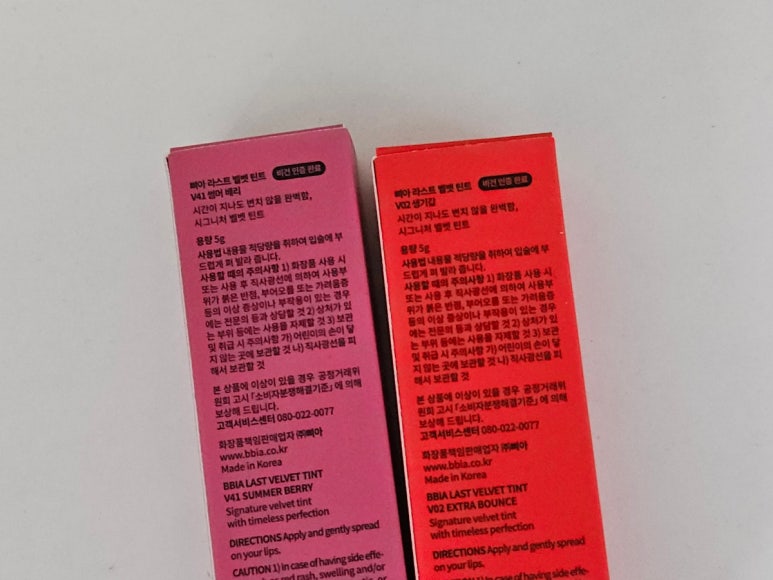 삐아 라스트 벨벳 틴트 비건 인증 완료
V41 썸머 베리
시간이 지나도 변치 않을 완벽함,
시그니처 벨벳 틴트
용량 5g
사용법 내용물 적당량을 취하여 입술에 부
드럽게 펴 발라 줍니다.
사용할 때의 주의사항 1) 화장품 사용 시
또는 사용 후 직사광선에 의하여 사용부
위가 붉은 반점, 부어오름 또는 가려움증
등의 이상 증상이나 부작용이 있는 경우
에는 전문의 등과 상담할 것 2) 상처가 있
는 부위 등에는 사용을 자제할 것 3) 보관
및 취급 시 주의사항 가) 어린이의 손이 닿
지 않는 곳에 보관할 것 나) 직사광선을 피
해서 보관할 것
본 상품에 이상이 있을 경우 공정거래위
원회 고시 「소비자분쟁해결기준」에 의해
보상해 드립니다.
고객서비스센터 080-022-0077
화장품책임판매업자 ㈜삐아
www.bbia.co.kr
Made in Korea
BBIA LAST VELVET TINT
V41 SUMMER BERRY
Signature velvet tint
with timeless perfection
DIRECTIONS Apply and gently spread
on your lips.
CAUTION 1) In case of having side effe-
red rash, swelling and/or
삐아 라스트 벨벳 틴트 비건 인증 완료
V02 생기김
시간이 지나도 변치 않을 완벽함,
시그니처 벨벳 틴트
용량 5g
사용법 내용물 적당량을 취하여 입술에 부
드럽게 펴 발라 줍니다.
사용할 때의 주의사항 1) 화장품 사용 시
또는 사용 후 직사광선에 의하여 사용부
위가 붉은 반점, 부어오름 또는 가려움증
등의 이상 증상이나 부작용이 있는 경우
에는 전문의 등과 상담할 것 2) 상처가 있
는 부위 등에는 사용을 자제할 것 3) 보관
및 취급 시 주의사항 가) 어린이의 손이 닿
지 않는 곳에 보관할 것 나) 직사광선을 피
해서 보관할 것
본 상품에 이상이 있을 경우 공정거래위
원회 고시 「소비자분쟁해결기준」에 의해
보상해 드립니다.
고객서비스센터 080-022-0077
화장품책임판매업자 ㈜삐아
www.bbia.co.kr
Made in Korea
BBIA LAST VELVET TINT
V02 EXTRA BOUNCE
Signature velvet tint
with timeless perfection
DIRECTIONS Apply and gently spread
on your lips.
side effe-